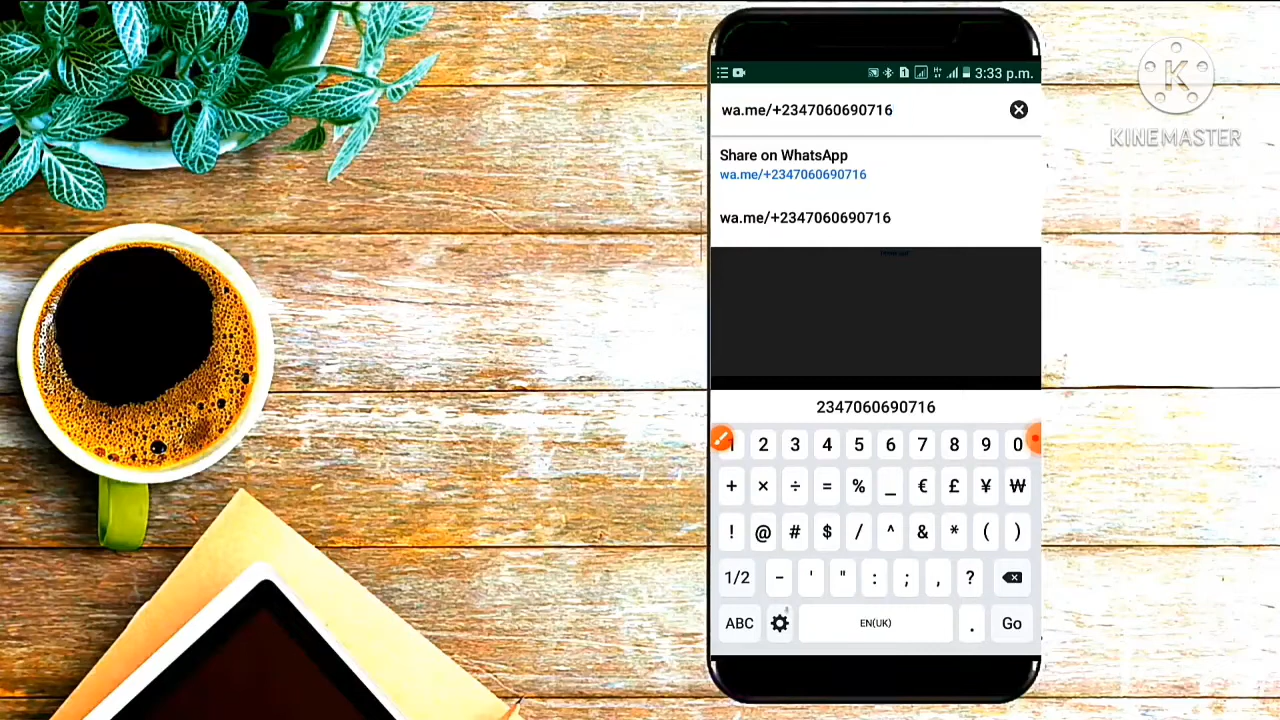 3:33 p.m.
wa.me/+2347060690716
Share on WhatsApp
wa.me/+2347060690716
wa.me/+2347060690716
2347060690716
1 2 3 4 5 6 7 8 9 0
+ × ÷ = % _ € £ ¥ ₩
! @ # $ / ^ & * ( )
1/2 - ' " : ; , ?
ABC EN(UK) . Go
K
KINEMASTER